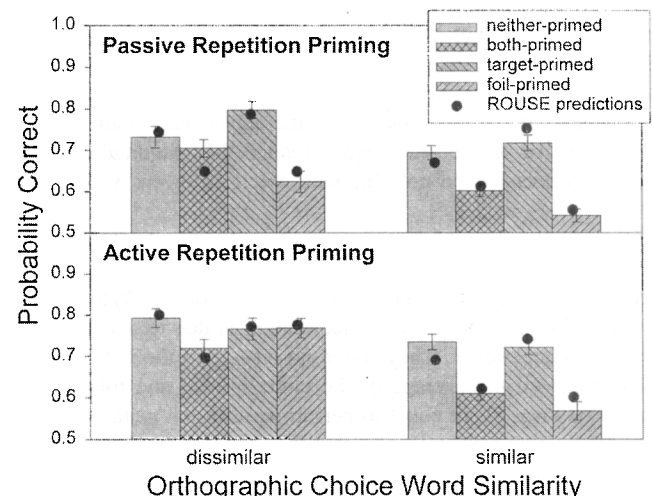 neither-primed
both-primed
target-primed
foil-primed
ROUSE predictions
Passive Repetition Priming
1.0
0.9
0.8
0.7
0.6
0.5
Probability Correct
Active Repetition Priming
0.9
0.8
0.7
0.6
0.5
dissimilar
similar
Orthographic Choice Word Similarity